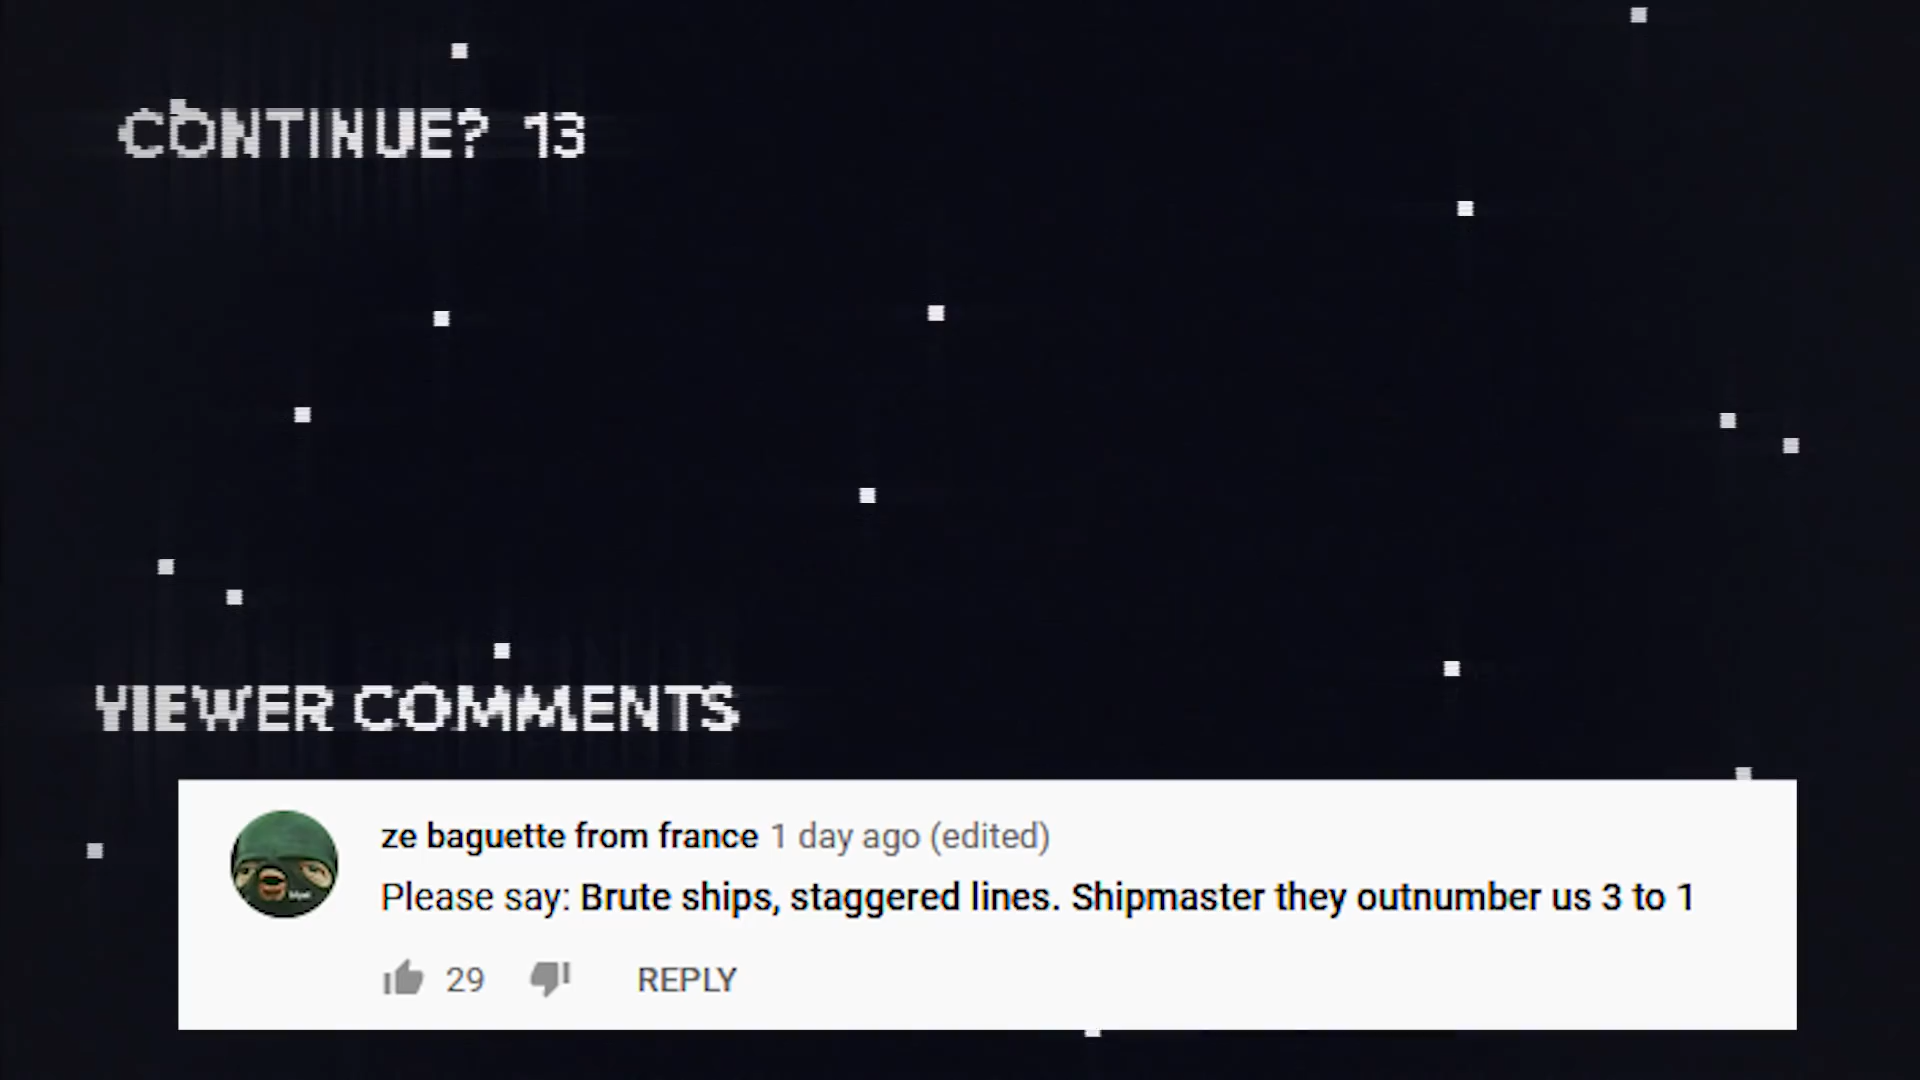 CONTINUE? 13
VIEWER COMMENTS
ze baguette from france 1 day ago (edited)
Please say: Brute ships, staggered lines. Shipmaster they outnumber us 3 to 1
29 REPLY